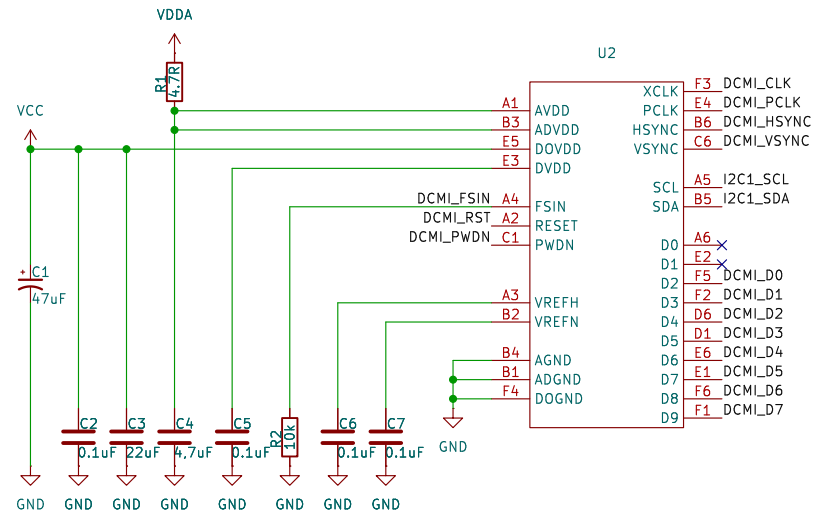 VDDA
R1
4.7R
VCC
C1
47uF
C2
0.1uF
C3
22uF
C4
4,7uF
C5
0.1uF
R2
10k
C6
0.1uF
C7
0.1uF
GND
GND
GND
GND
GND
GND
GND
GND
GND
DCMI_FSIN
DCMI_RST
DCMI_PWDN
U2
A1 AVDD
B3 ADVDD
E5 DOVDD
E3 DVDD
A4 FSIN
A2 RESET
C1 PWDN
A3 VREFH
B2 VREFN
B4 AGND
B1 ADGND
F4 DOGND
XCLK F3 DCMI_CLK
PCLK E4 DCMI_PCLK
HSYNC B6 DCMI_HSYNC
VSYNC C6 DCMI_VSYNC
SCL A5 I2C1_SCL
SDA B5 I2C1_SDA
D0 A6
D1 E2
D2 F5 DCMI_D0
D3 F2 DCMI_D1
D4 D6 DCMI_D2
D5 D1 DCMI_D3
D6 E6 DCMI_D4
D7 E1 DCMI_D5
D8 F6 DCMI_D6
D9 F1 DCMI_D7